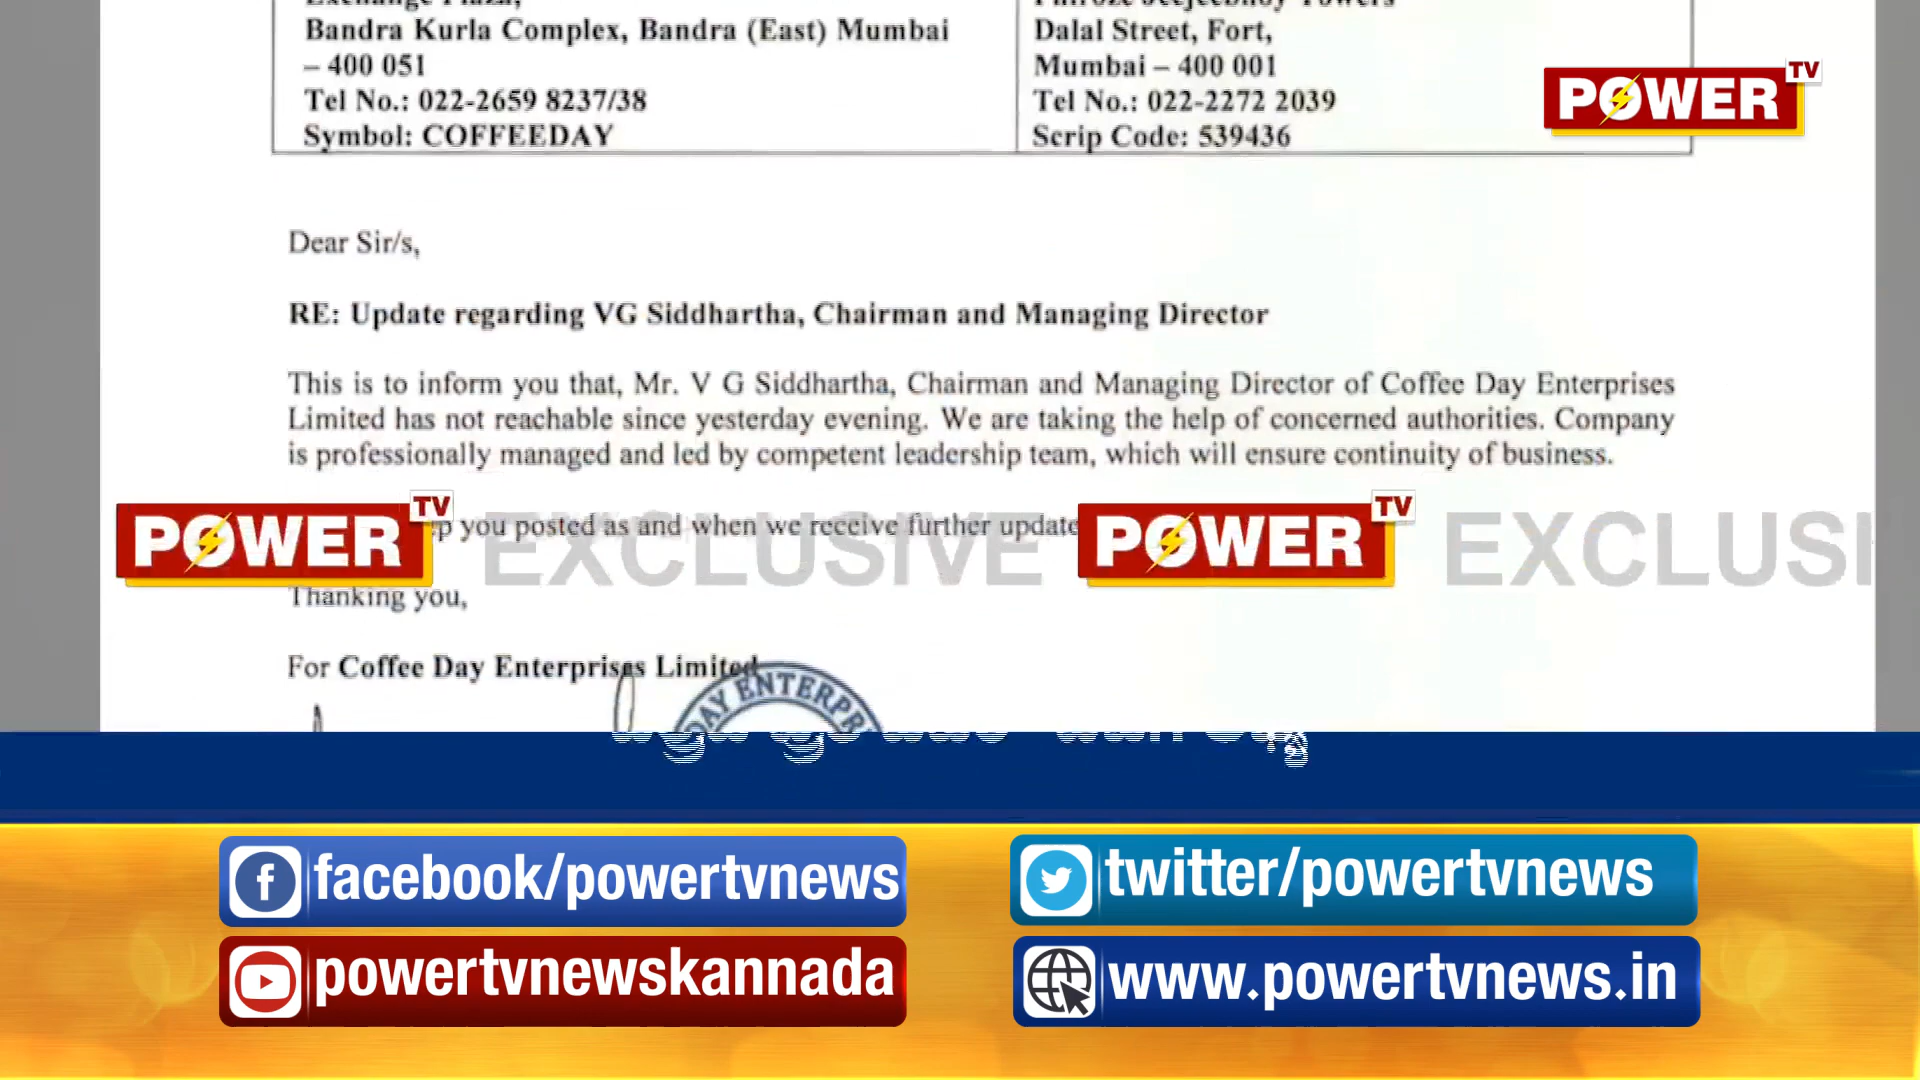 Bandra Kurla Complex, Bandra (East) Mumbai
– 400 051
Tel No.: 022-2659 8237/38
Symbol: COFFEEDAY
Dalal Street, Fort,
Mumbai – 400 001
Tel No.: 022-2272 2039
Scrip Code: 539436
POWER TV
Dear Sir/s,
RE: Update regarding VG Siddhartha, Chairman and Managing Director
This is to inform you that, Mr. V G Siddhartha, Chairman and Managing Director of Coffee Day Enterprises
Limited has not reachable since yesterday evening. We are taking the help of concerned authorities. Company
is professionally managed and led by competent leadership team, which will ensure continuity of business.
you posted as and when we receive further update
POWER TV EXCLUSIVE POWER TV EXCLUSI
Thanking you,
For Coffee Day Enterprises Limited
DAY ENTERPR
facebook/powertvnews
twitter/powertvnews
powertvnewskannada
www.powertvnews.in